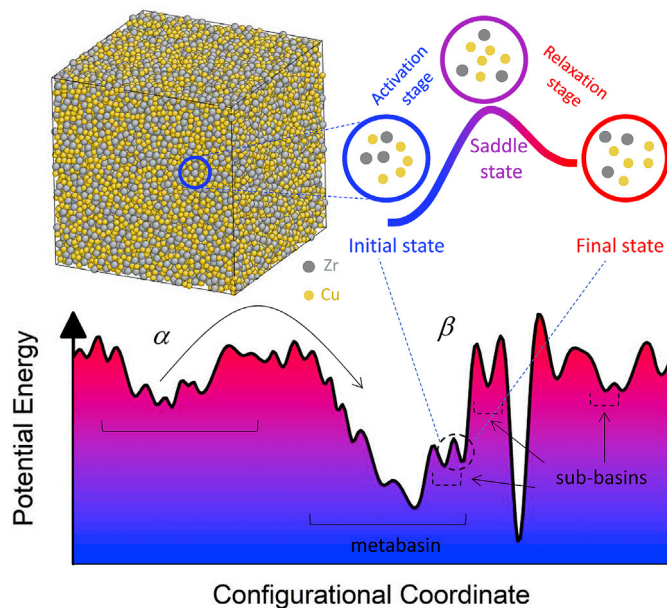 Activation
stage
Relaxation
stage
Saddle
state
Initial state
Final state
Zr
Cu
α
β
sub-basins
metabasin
Potential Energy
Configurational Coordinate